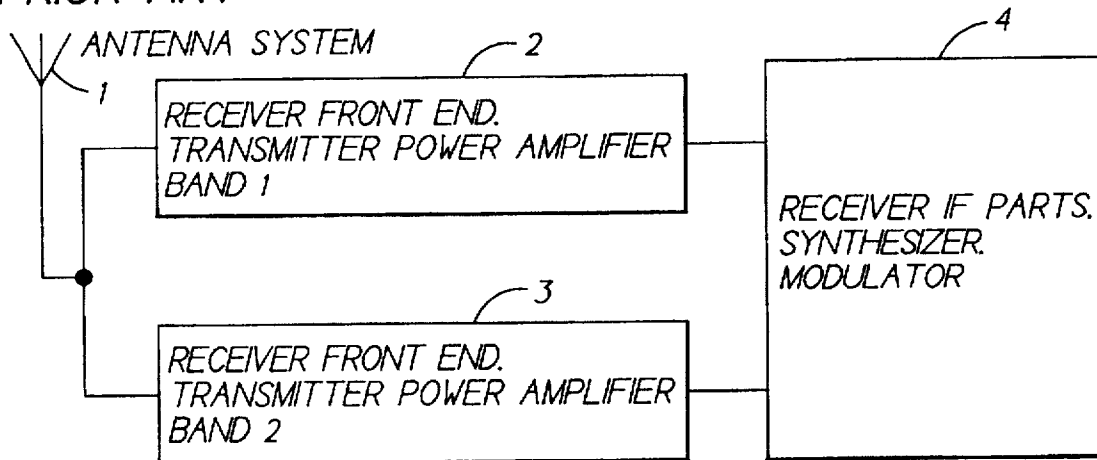 PRIOR ART
ANTENNA SYSTEM
1
2
RECEIVER FRONT END.
TRANSMITTER POWER AMPLIFIER
BAND 1
3
RECEIVER FRONT END.
TRANSMITTER POWER AMPLIFIER
BAND 2
4
RECEIVER IF PARTS.
SYNTHESIZER.
MODULATOR